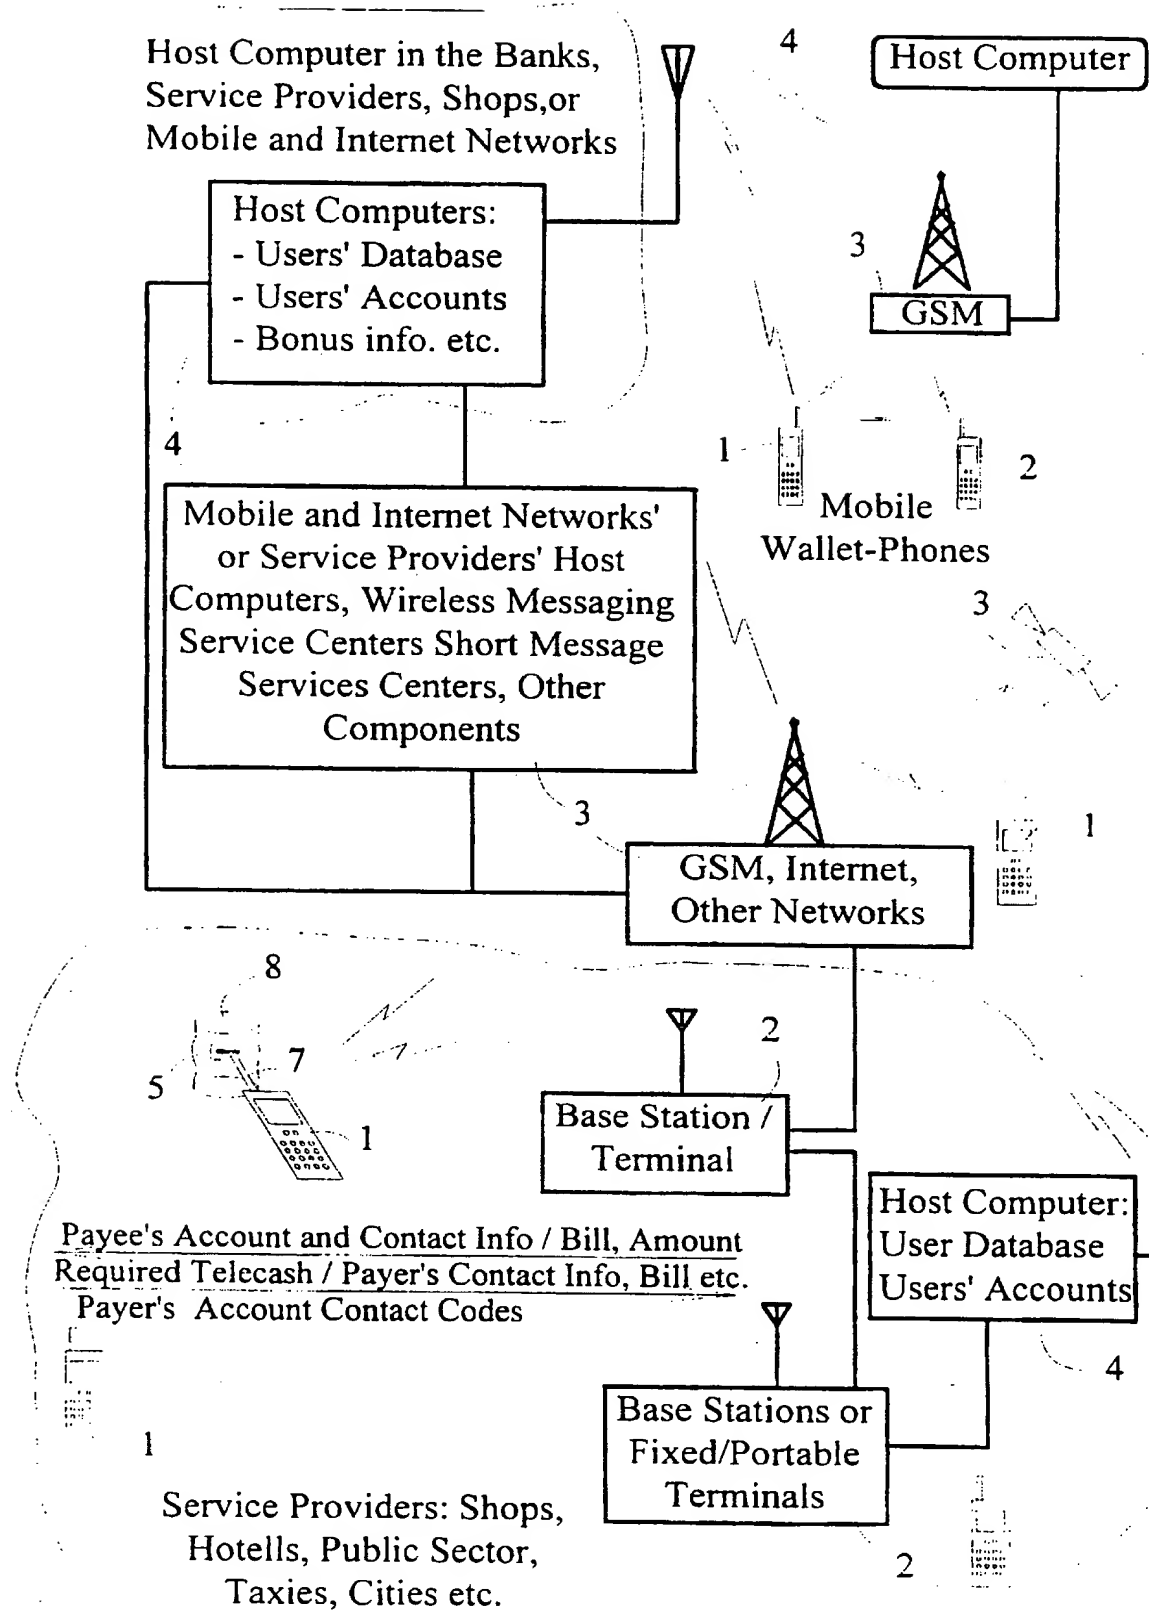 Host Computer in the Banks,
Service Providers, Shops,or
Mobile and Internet Networks
4
Host Computer
Host Computers:
- Users' Database
- Users' Accounts
- Bonus info. etc.
3
GSM
4
1
2
Mobile
Wallet-Phones
Mobile and Internet Networks'
or Service Providers' Host
Computers, Wireless Messaging
Service Centers Short Message
Services Centers, Other
Components
3
3
1
GSM, Internet,
Other Networks
8
5
7
1
2
Base Station /
Terminal
Host Computer:
User Database
Users' Accounts
Payee's Account and Contact Info / Bill, Amount
Required Telecash / Payer's Contact Info, Bill etc.
Payer's Account Contact Codes
4
1
Base Stations or
Fixed/Portable
Terminals
2
Service Providers: Shops,
Hotells, Public Sector,
Taxies, Cities etc.